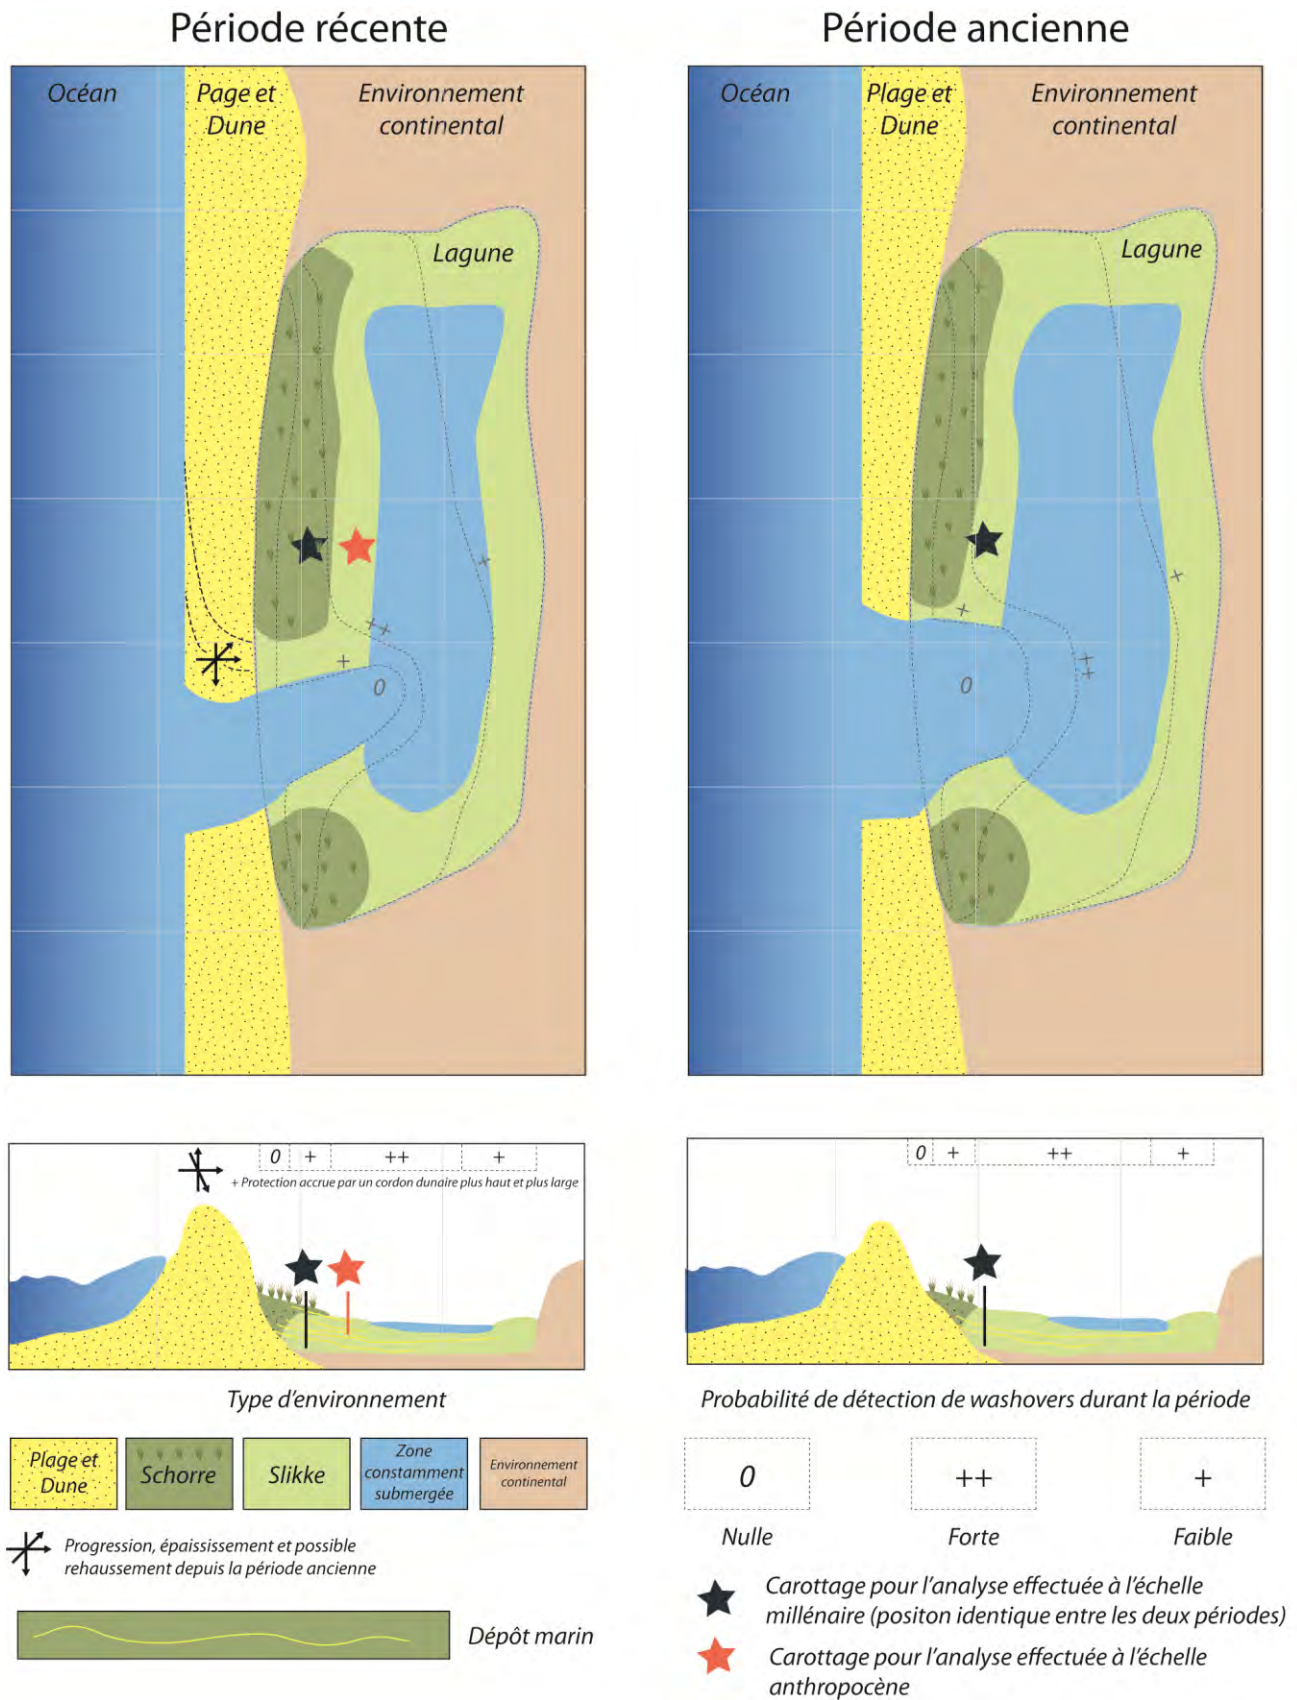 Période récente
Océan
Page et
Dune
Environnement
continental
Lagune
+
++
+
0
Période ancienne
Océan
Plage et
Dune
Environnement
continental
Lagune
+
+
++
0
0 + ++ +
+ Protection accrue par un cordon dunaire plus haut et plus large
0 + ++ +
Type d'environnement
Plage et
Dune
Schorre
Slikke
Zone
constamment
submergée
Environnement
continental
Progression, épaississement et possible
rehaussement depuis la période ancienne
Dépôt marin
Probabilité de détection de washovers durant la période
0
++
+
Nulle
Forte
Faible
Carottage pour l'analyse effectuée à l'échelle
millénaire (positon identique entre les deux périodes)
Carottage pour l'analyse effectuée à l'échelle
anthropocène